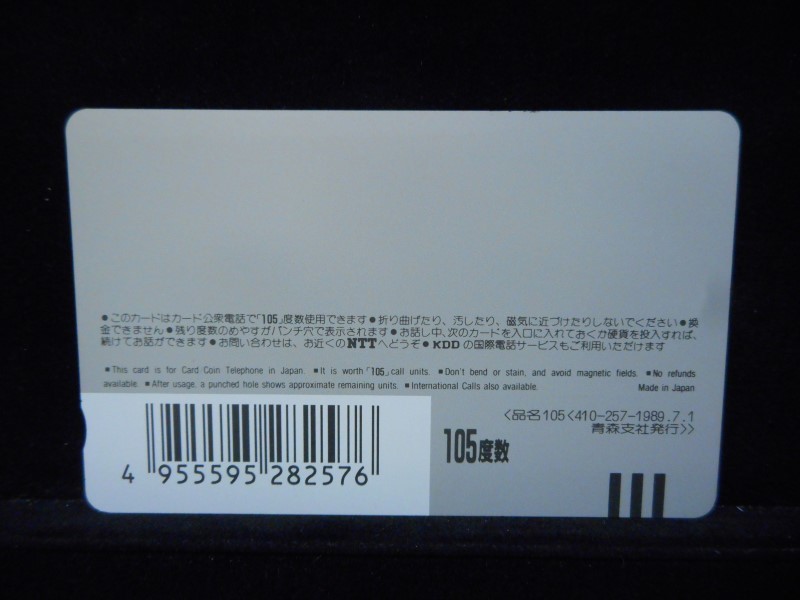 ●このカードはカード公衆電話で「105」度数使用できます●折り曲げたり、汚したり、磁気に近づけたりしないでください●換
金できません●残り度数のめやすがパンチ穴で表示されます●お話し中、次のカードを入口に入れておくか硬貨を投入すれば、
続けてお話ができます●お問い合わせは、お近くのNTTへどうぞ●KDDの国際電話サービスもご利用いただけます
■This card is for Card Coin Telephone in Japan. ■It is worth「105」call units. ■Don't bend or stain, and avoid magnetic fields. ■No refunds
available. ■After usage, a punched hole shows approximate remaining units. ■International Calls also available. Made in Japan
〈品名105〈410-257-1989.7.1
青森支社発行〉〉
105度数
4 955595 282576